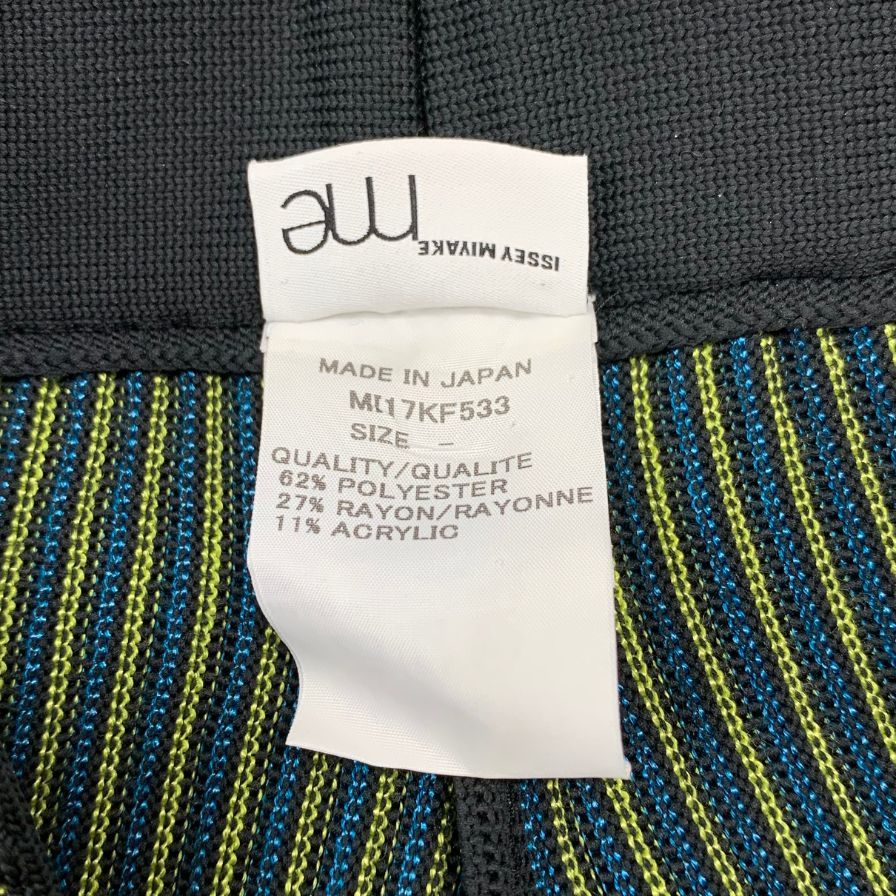 me
ISSEY MIYAKE
MADE IN JAPAN
MI17KF533
SIZE –
QUALITY/QUALITE
62% POLYESTER
27% RAYON/RAYONNE
11% ACRYLIC